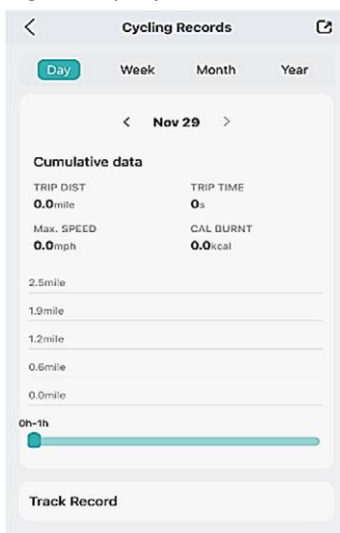 Cycling Records
Day Week Month Year
< Nov 29 >
Cumulative data
TRIP DIST TRIP TIME
0.0mile 0s
Max. SPEED CAL BURNT
0.0mph 0.0kcal
2.5mile
1.9mile
1.2mile
0.6mile
0.0mile
0h-1h
Track Record